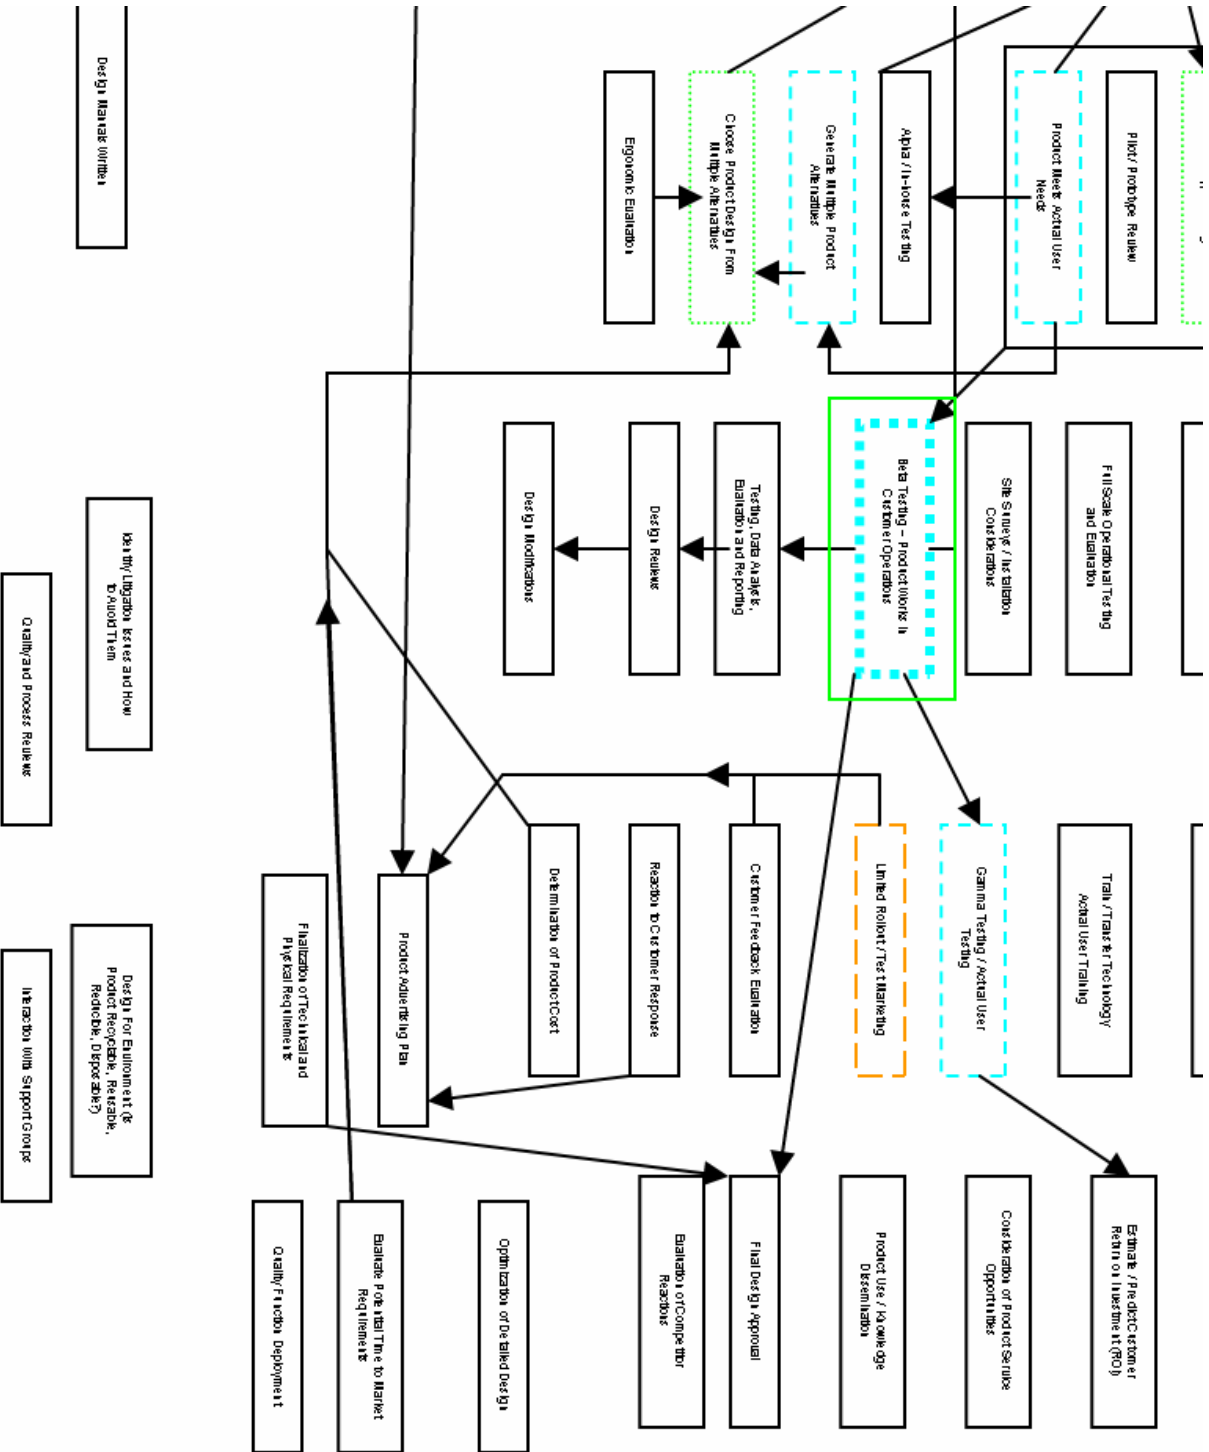 Pilot / Prototype Review
Product Meets Actual User
Needs
Alpha / In-house Testing
Generate Multiple Product
Alternatives
Choose Product Design From
Multiple Alternatives
Ergonomic Evaluation
Design Manuals Written
Full Scale Operational Testing
and Evaluation
Site Surveys / Installation
Considerations
Beta Testing – Product Works In
Customer Operations
Testing, Data Analysis,
Evaluation and Reporting
Design Reviews
Design Modifications
Identify Litigation Issues and How
to Avoid Them
Quality and Process Reviews
Train / Transfer Technology
Actual User Training
Gamma Testing / Actual User
Testing
Limited Rollout / Test Marketing
Customer Feedback Evaluation
Reaction to Customer Response
Determination of Product Cost
Product Advertising Plan
Finalization of Technical and
Physical Requirements
Design For Environment (Is
Product Recyclable, Reusable,
Reducible, Disposable?)
Interaction With Support Groups
Estimate / Predict Customer
Return on Investment (ROI)
Consideration of Product Service
Opportunities
Product Use / Knowledge
Dissemination
Final Design Approval
Evaluation of Competitor
Reactions
Optimization of Detailed Design
Evaluate Potential Time to Market
Requirements
Quality Function Deployment